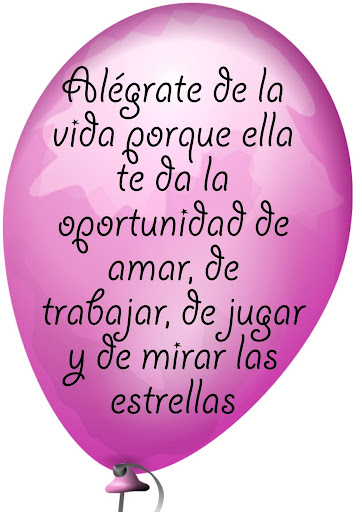 Alégrate de la
vida porque ella
te da la
oportunidad de
amar, de
trabajar, de jugar
y de mirar las
estrellas